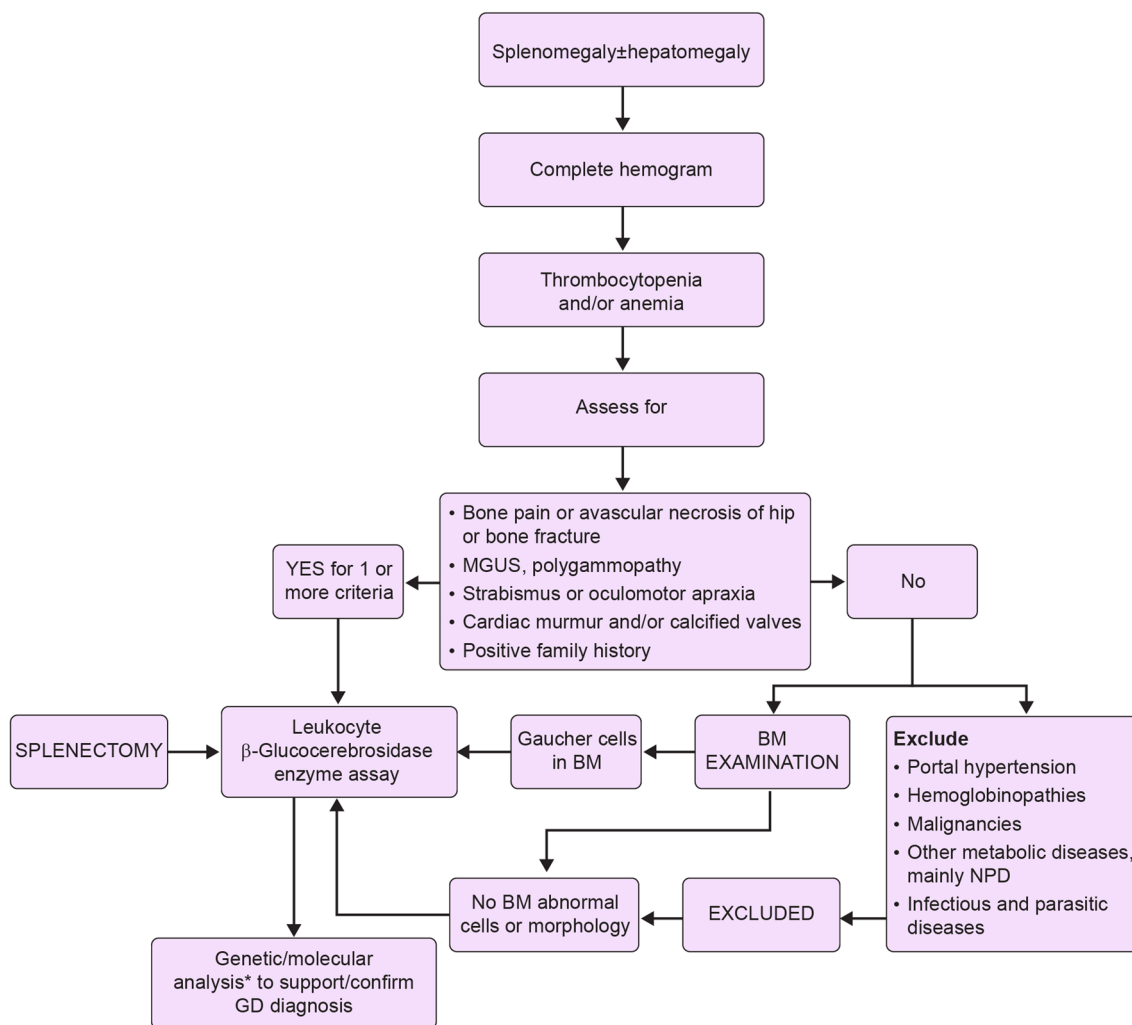 Splenomegaly±hepatomegaly
Complete hemogram
Thrombocytopenia
and/or anemia
Assess for
• Bone pain or avascular necrosis of hip
or bone fracture
• MGUS, polygammopathy
• Strabismus or oculomotor apraxia
• Cardiac murmur and/or calcified valves
• Positive family history
YES for 1 or
more criteria
No
SPLENECTOMY
Leukocyte
β-Glucocerebrosidase
enzyme assay
Gaucher cells
in BM
BM
EXAMINATION
Exclude
• Portal hypertension
• Hemoglobinopathies
• Malignancies
• Other metabolic diseases,
mainly NPD
• Infectious and parasitic
diseases
No BM abnormal
cells or morphology
EXCLUDED
Genetic/molecular
analysis* to support/confirm
GD diagnosis